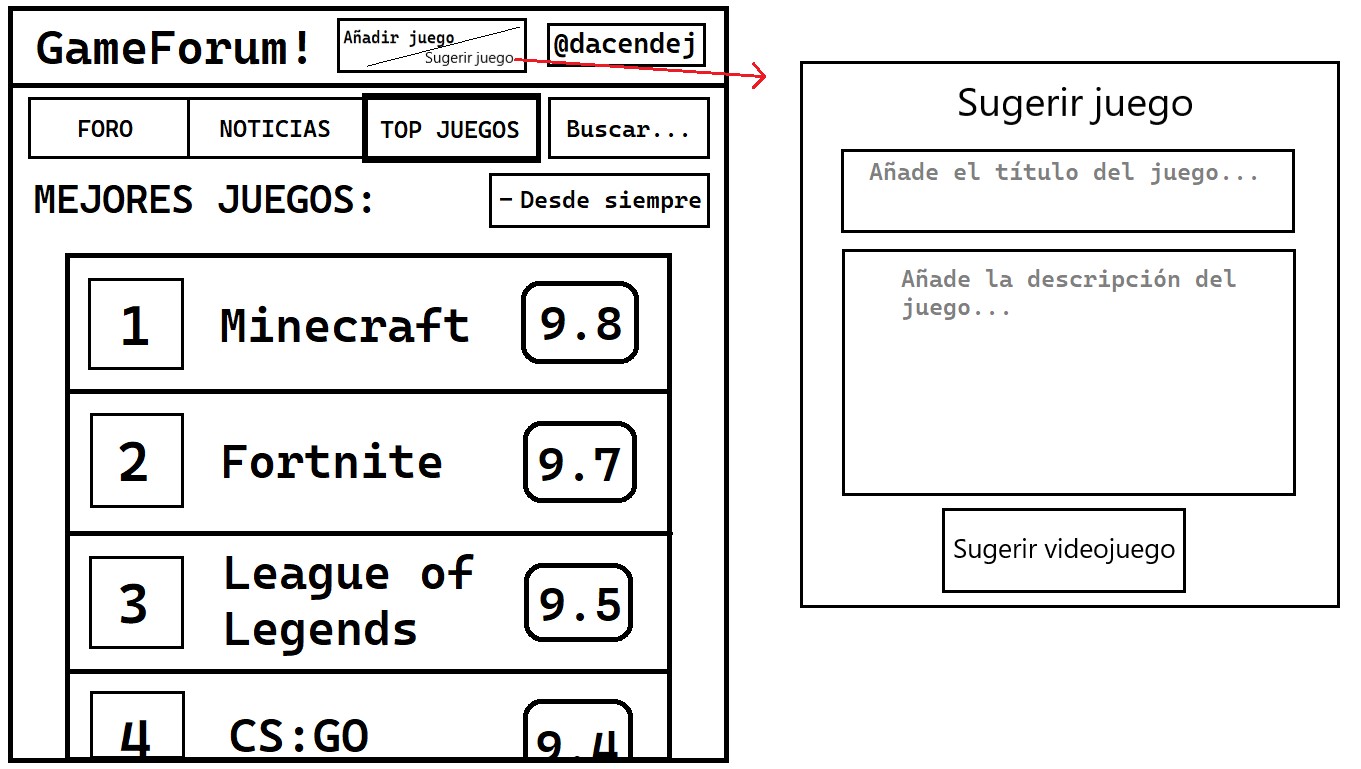 GameForum!
Añadir juego
Sugerir juego
@dacendej
FORO
NOTICIAS
TOP JUEGOS
Buscar...
MEJORES JUEGOS:
- Desde siempre
1
Minecraft
9.8
2
Fortnite
9.7
3
League of
Legends
9.5
4
CS:GO
9.4
Sugerir juego
Añade el título del juego...
Añade la descripción del
juego...
Sugerir videojuego